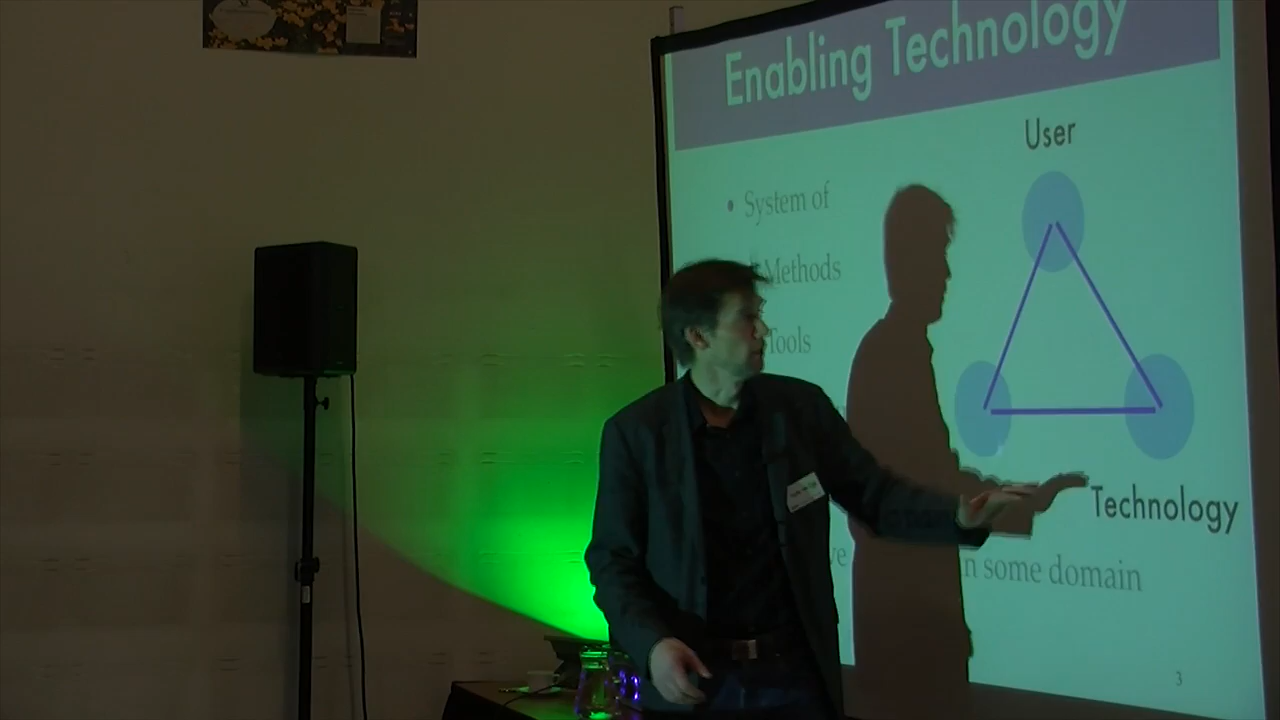 Enabling Technology
User
• System of
Methods
Tools
Technology
n some domain
3